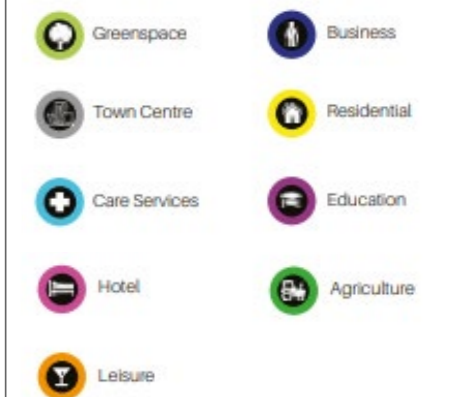 Greenspace
Business
Town Centre
Residential
Care Services
Education
Hotel
Agriculture
Leisure